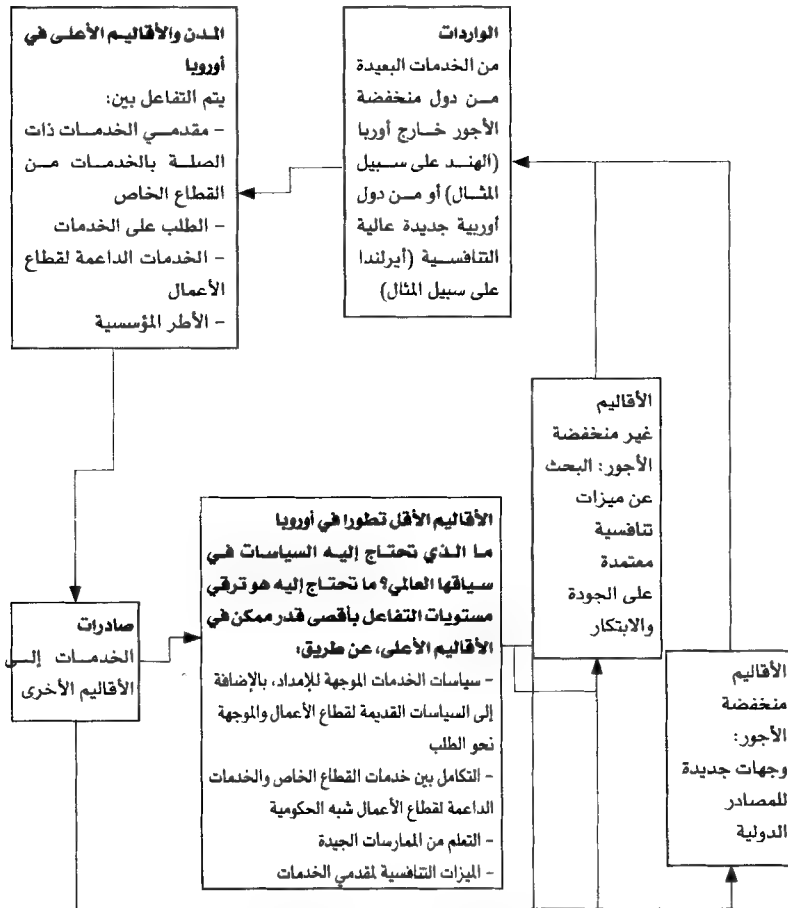 المدن والأقاليم الأعلى في
أوروبا
يتم التفاعل بين:
– مقدمي الخدمات ذات
الصلة بالخدمات من
القطاع الخاص
– الطلب على الخدمات
– الخدمات الداعمة لقطاع
الأعمال
– الأطر المؤسسية
الواردات
من الخدمات البعيدة
من دول منخفضة
الأجور خارج أوربا
(الهند على سبيل
المثال) أو من دول
أوربية جديدة عالية
التنافسية (أيرلندا
على سبيل المثال)
الأقاليم
غير منخفضة
الأجور: البحث
عن ميزات
تنافسية
معتمدة
على الجودة
والابتكار
الأقاليم الأقل تطورا في أوروبا
ما الذي تحتاج إليه السياسات في
سياقها العالمي؟ ما تحتاج إليه هو ترقي
مستويات التفاعل بأقصى قدر ممكن في
الأقاليم الأعلى، عن طريق:
– سياسات الخدمات الموجهة للإمداد، بالإضافة
إلى السياسات القديمة لقطاع الأعمال والموجهة
نحو الطلب
– التكامل بين خدمات القطاع الخاص والخدمات
الداعمة لقطاع الأعمال شبه الحكومية
– التعلم من الممارسات الجيدة
– الميزات التنافسية لمقدمي الخدمات
صادرات
الخدمات إلى
الأقاليم الأخرى
الأقاليم
منخفضة
الأجور:
وجهات جديدة
للمصادر
الدولية